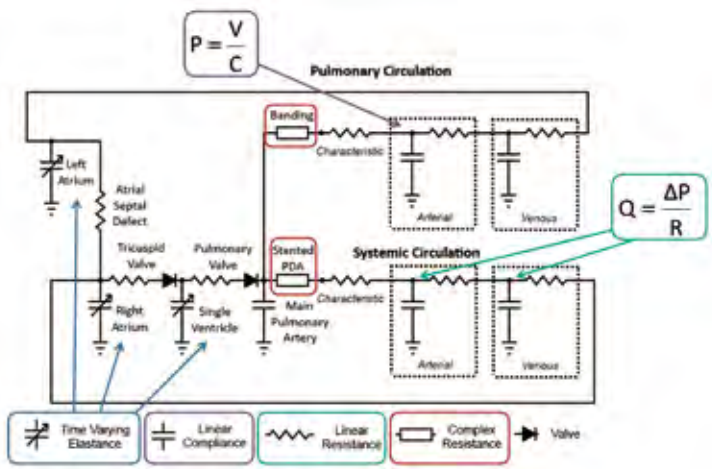 P = V/C
Pulmonary Circulation
Banding
Characteristic
Left
Atrium
Atrial
Septal
Defect
Arterial
Venous
Q = ΔP/R
Tricuspid
Valve
Pulmonary
Valve
Stented
PDA
Systemic Circulation
Characteristic
Right
Atrium
Single
Ventricle
Main
Pulmonary
Artery
Arterial
Venous
Time Varying
Elastance
Linear
Compliance
Linear
Resistance
Complex
Resistance
Valve